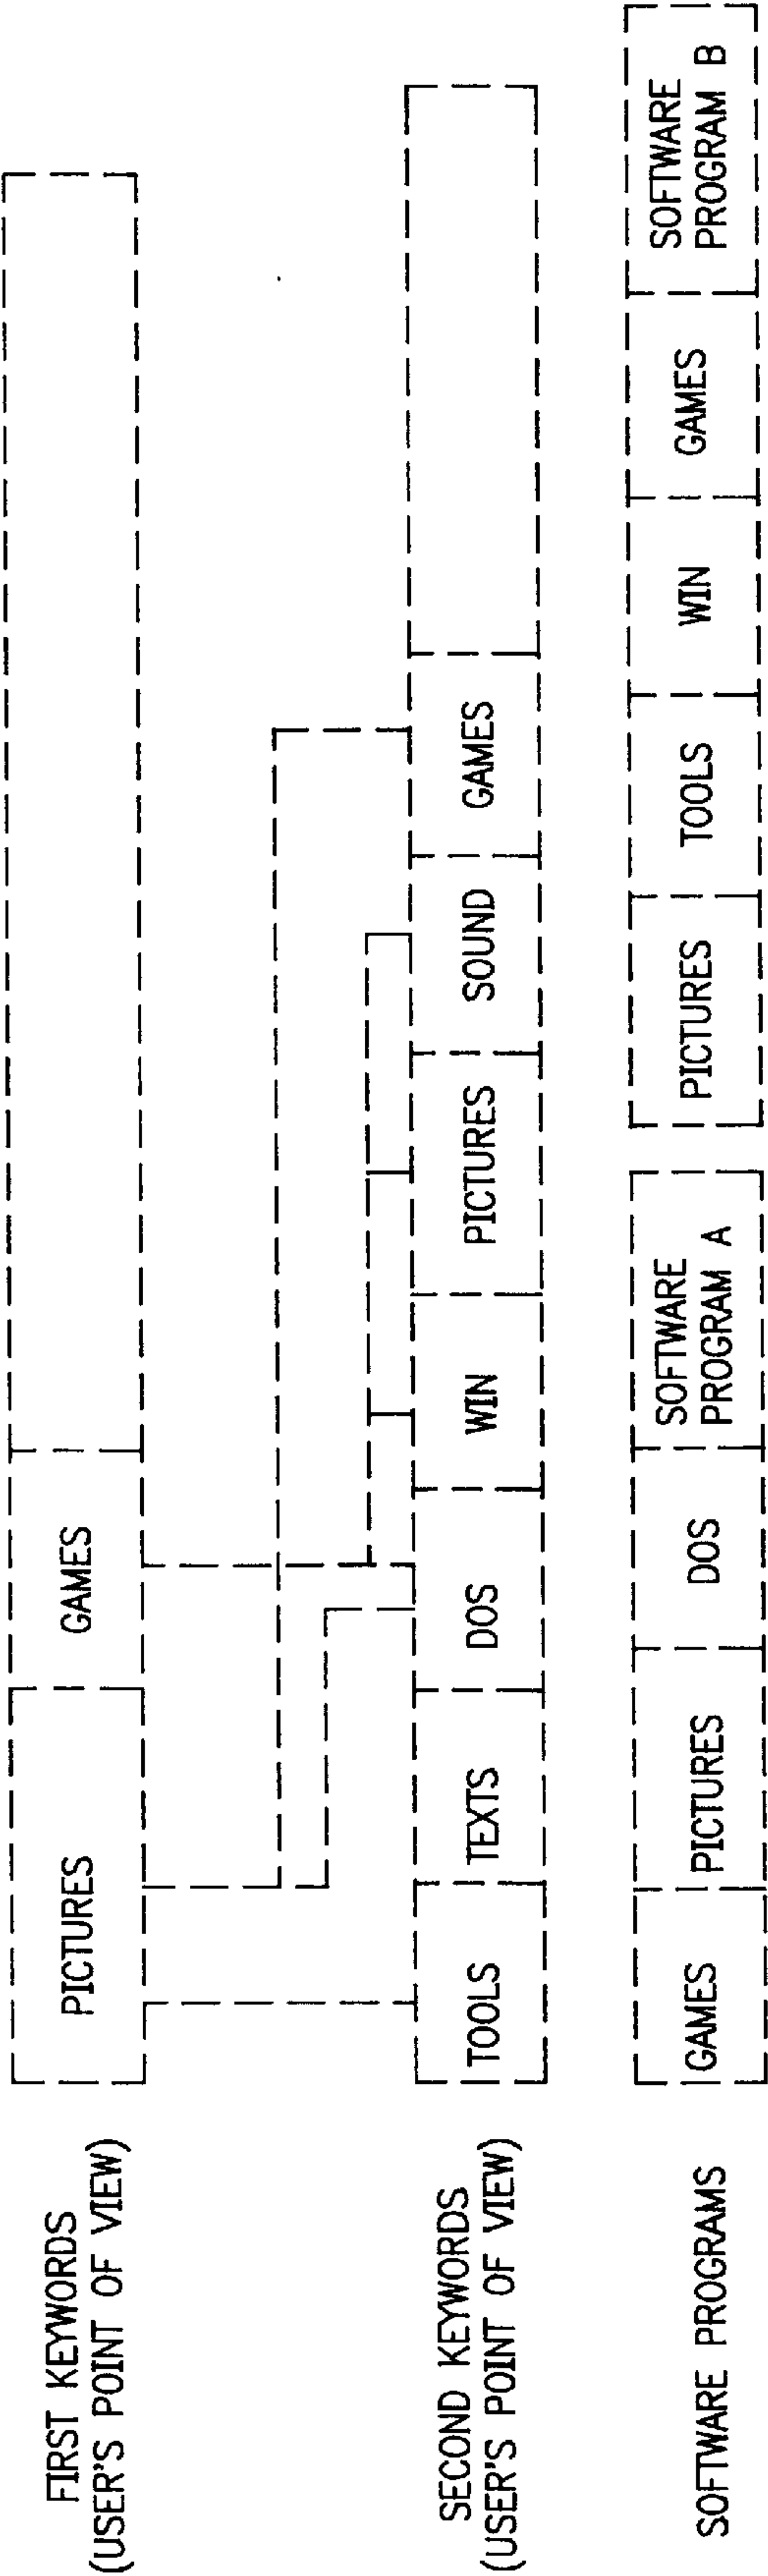 FIRST KEYWORDS
(USER'S POINT OF VIEW)
PICTURES
GAMES
SECOND KEYWORDS
(USER'S POINT OF VIEW)
TOOLS
TEXTS
DOS
WIN
PICTURES
SOUND
GAMES
SOFTWARE PROGRAMS
GAMES
PICTURES
DOS
SOFTWARE
PROGRAM A
PICTURES
TOOLS
WIN
GAMES
SOFTWARE
PROGRAM B